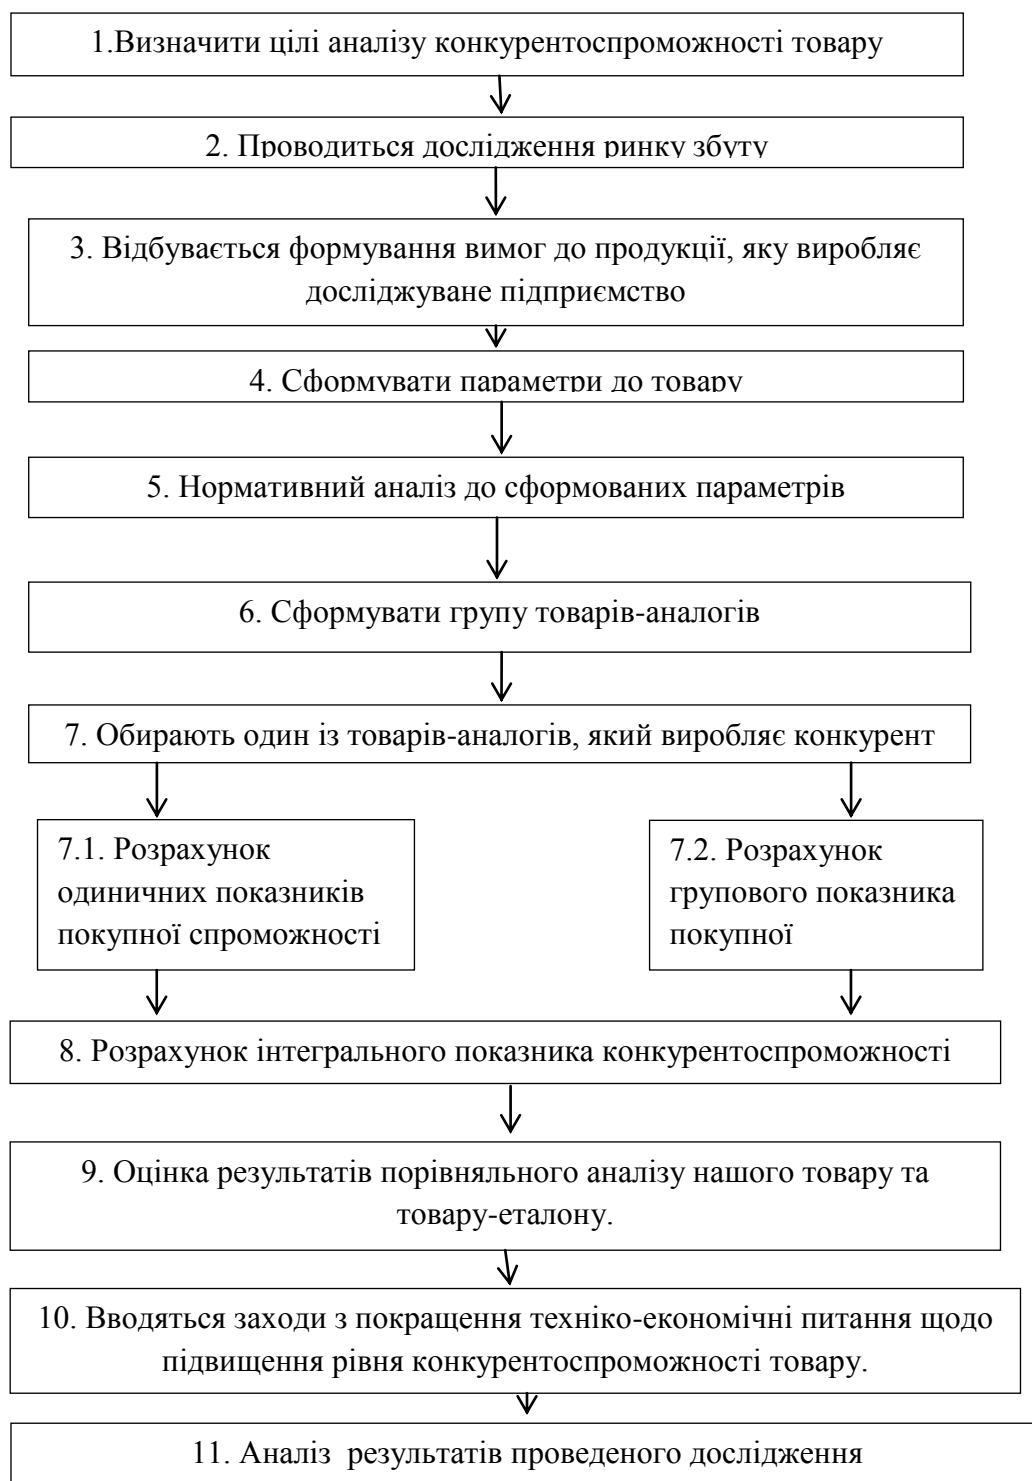 1.Визначити цілі аналізу конкурентоспроможності товару
2. Проводиться дослідження ринку збуту
3. Відбувається формування вимог до продукції, яку виробляє
досліджуване підприємство
4. Сформувати параметри до товару
5. Нормативний аналіз до сформованих параметрів
6. Сформувати групу товарів-аналогів
7. Обирають один із товарів-аналогів, який виробляє конкурент
7.1. Розрахунок
одиничних показників
покупної спроможності
7.2. Розрахунок
групового показника
покупної
8. Розрахунок інтегрального показника конкурентоспроможності
9. Оцінка результатів порівняльного аналізу нашого товару та
товару-еталону.
10. Вводяться заходи з покращення техніко-економічні питання щодо
підвищення рівня конкурентоспроможності товару.
11. Аналіз  результатів проведеного дослідження